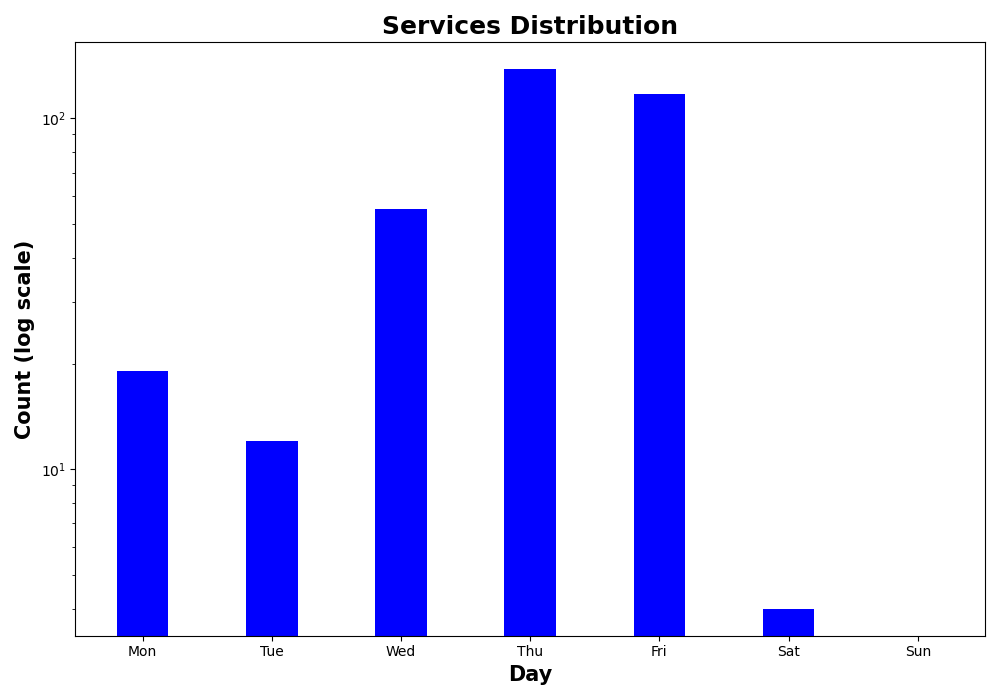 Services Distribution
Count (log scale)
10²
10¹
Mon Tue Wed Thu Fri Sat Sun
Day